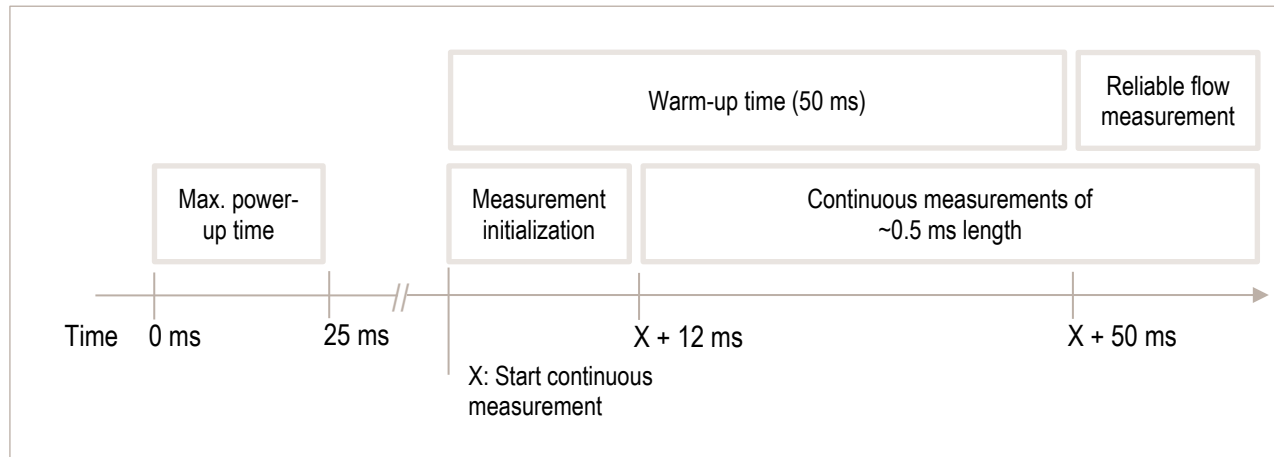 Warm-up time (50 ms)
Reliable flow
measurement
Max. power-
up time
Measurement
initialization
Continuous measurements of
~0.5 ms length
Time 0 ms 25 ms X + 12 ms X + 50 ms
X: Start continuous
measurement